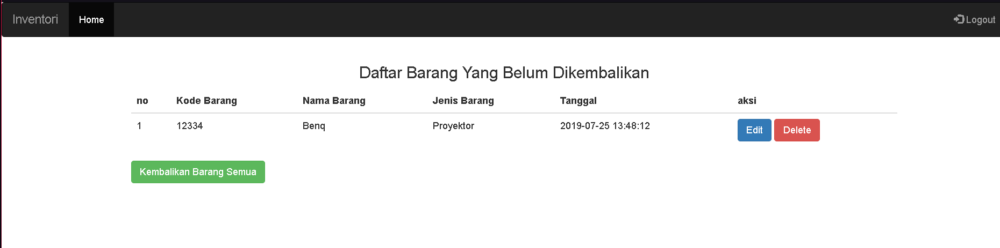 Inventori Home Logout
Daftar Barang Yang Belum Dikembalikan
no Kode Barang Nama Barang Jenis Barang Tanggal aksi
1 12334 Benq Proyektor 2019-07-25 13:48:12 Edit Delete
Kembalikan Barang Semua